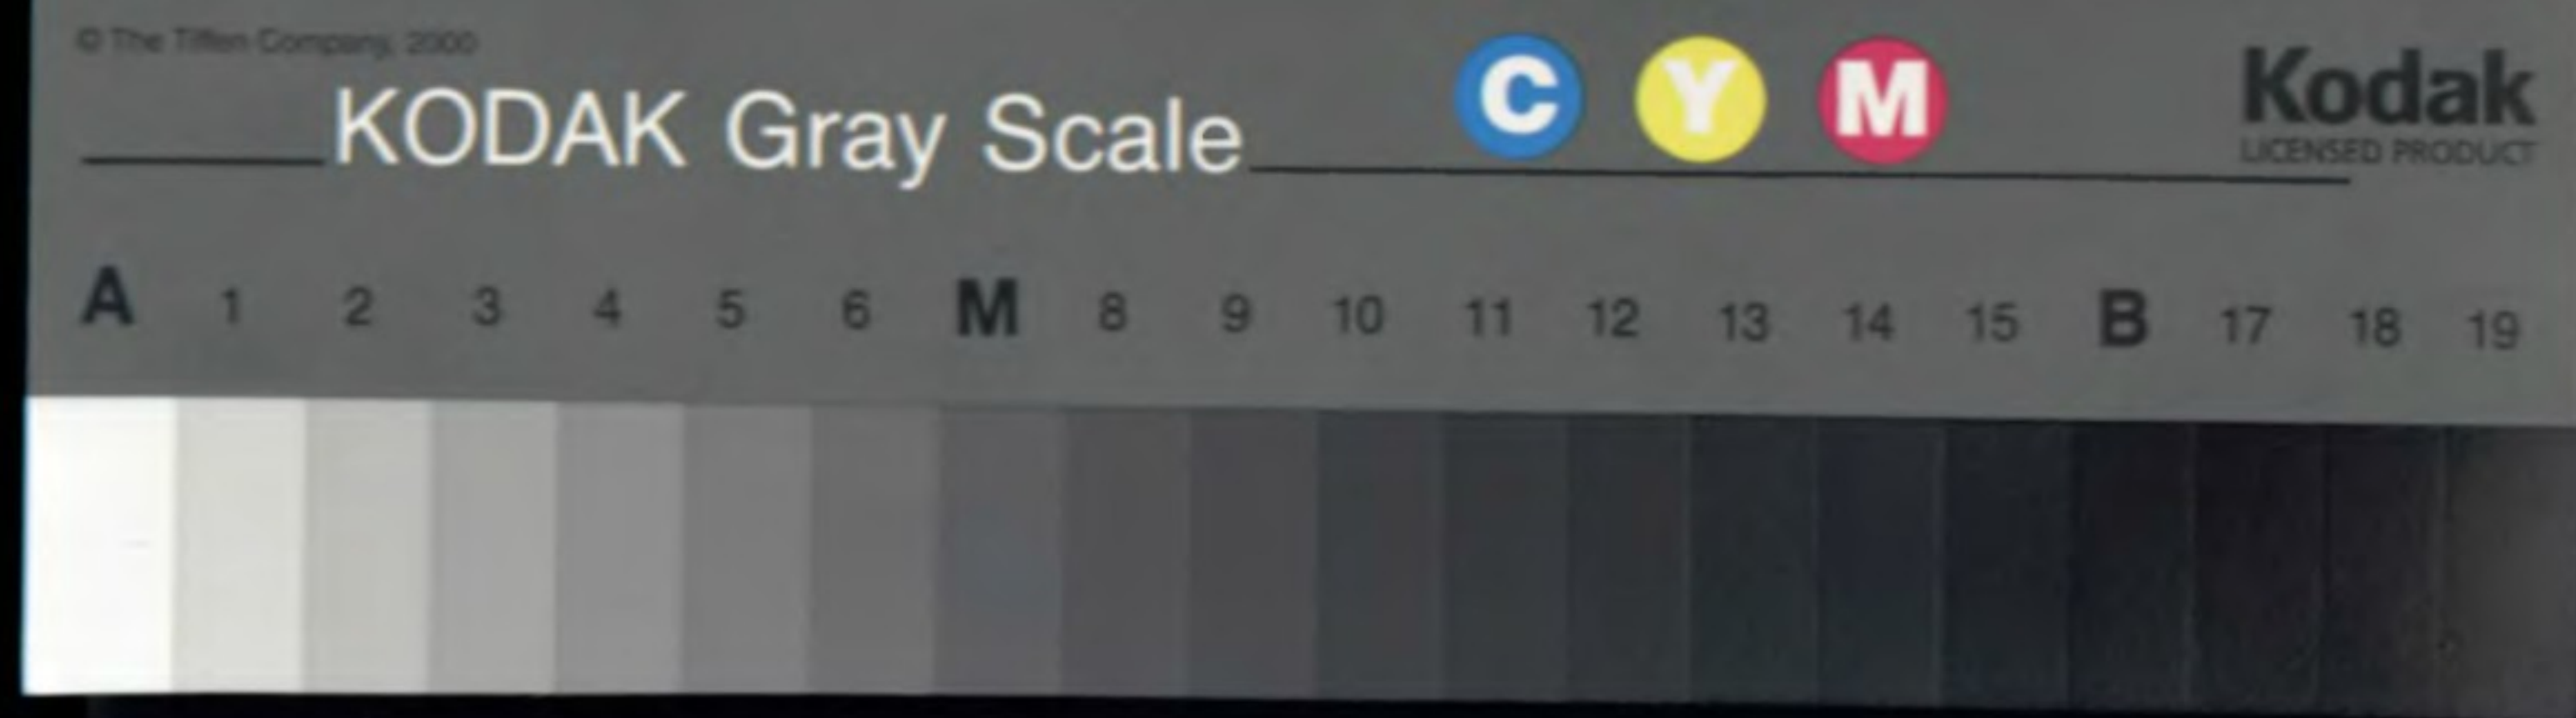 © The Tiffen Company, 2000
KODAK Gray Scale
C Y M
Kodak
LICENSED PRODUCT
A 1 2 3 4 5 6 M 8 9 10 11 12 13 14 15 B 17 18 19